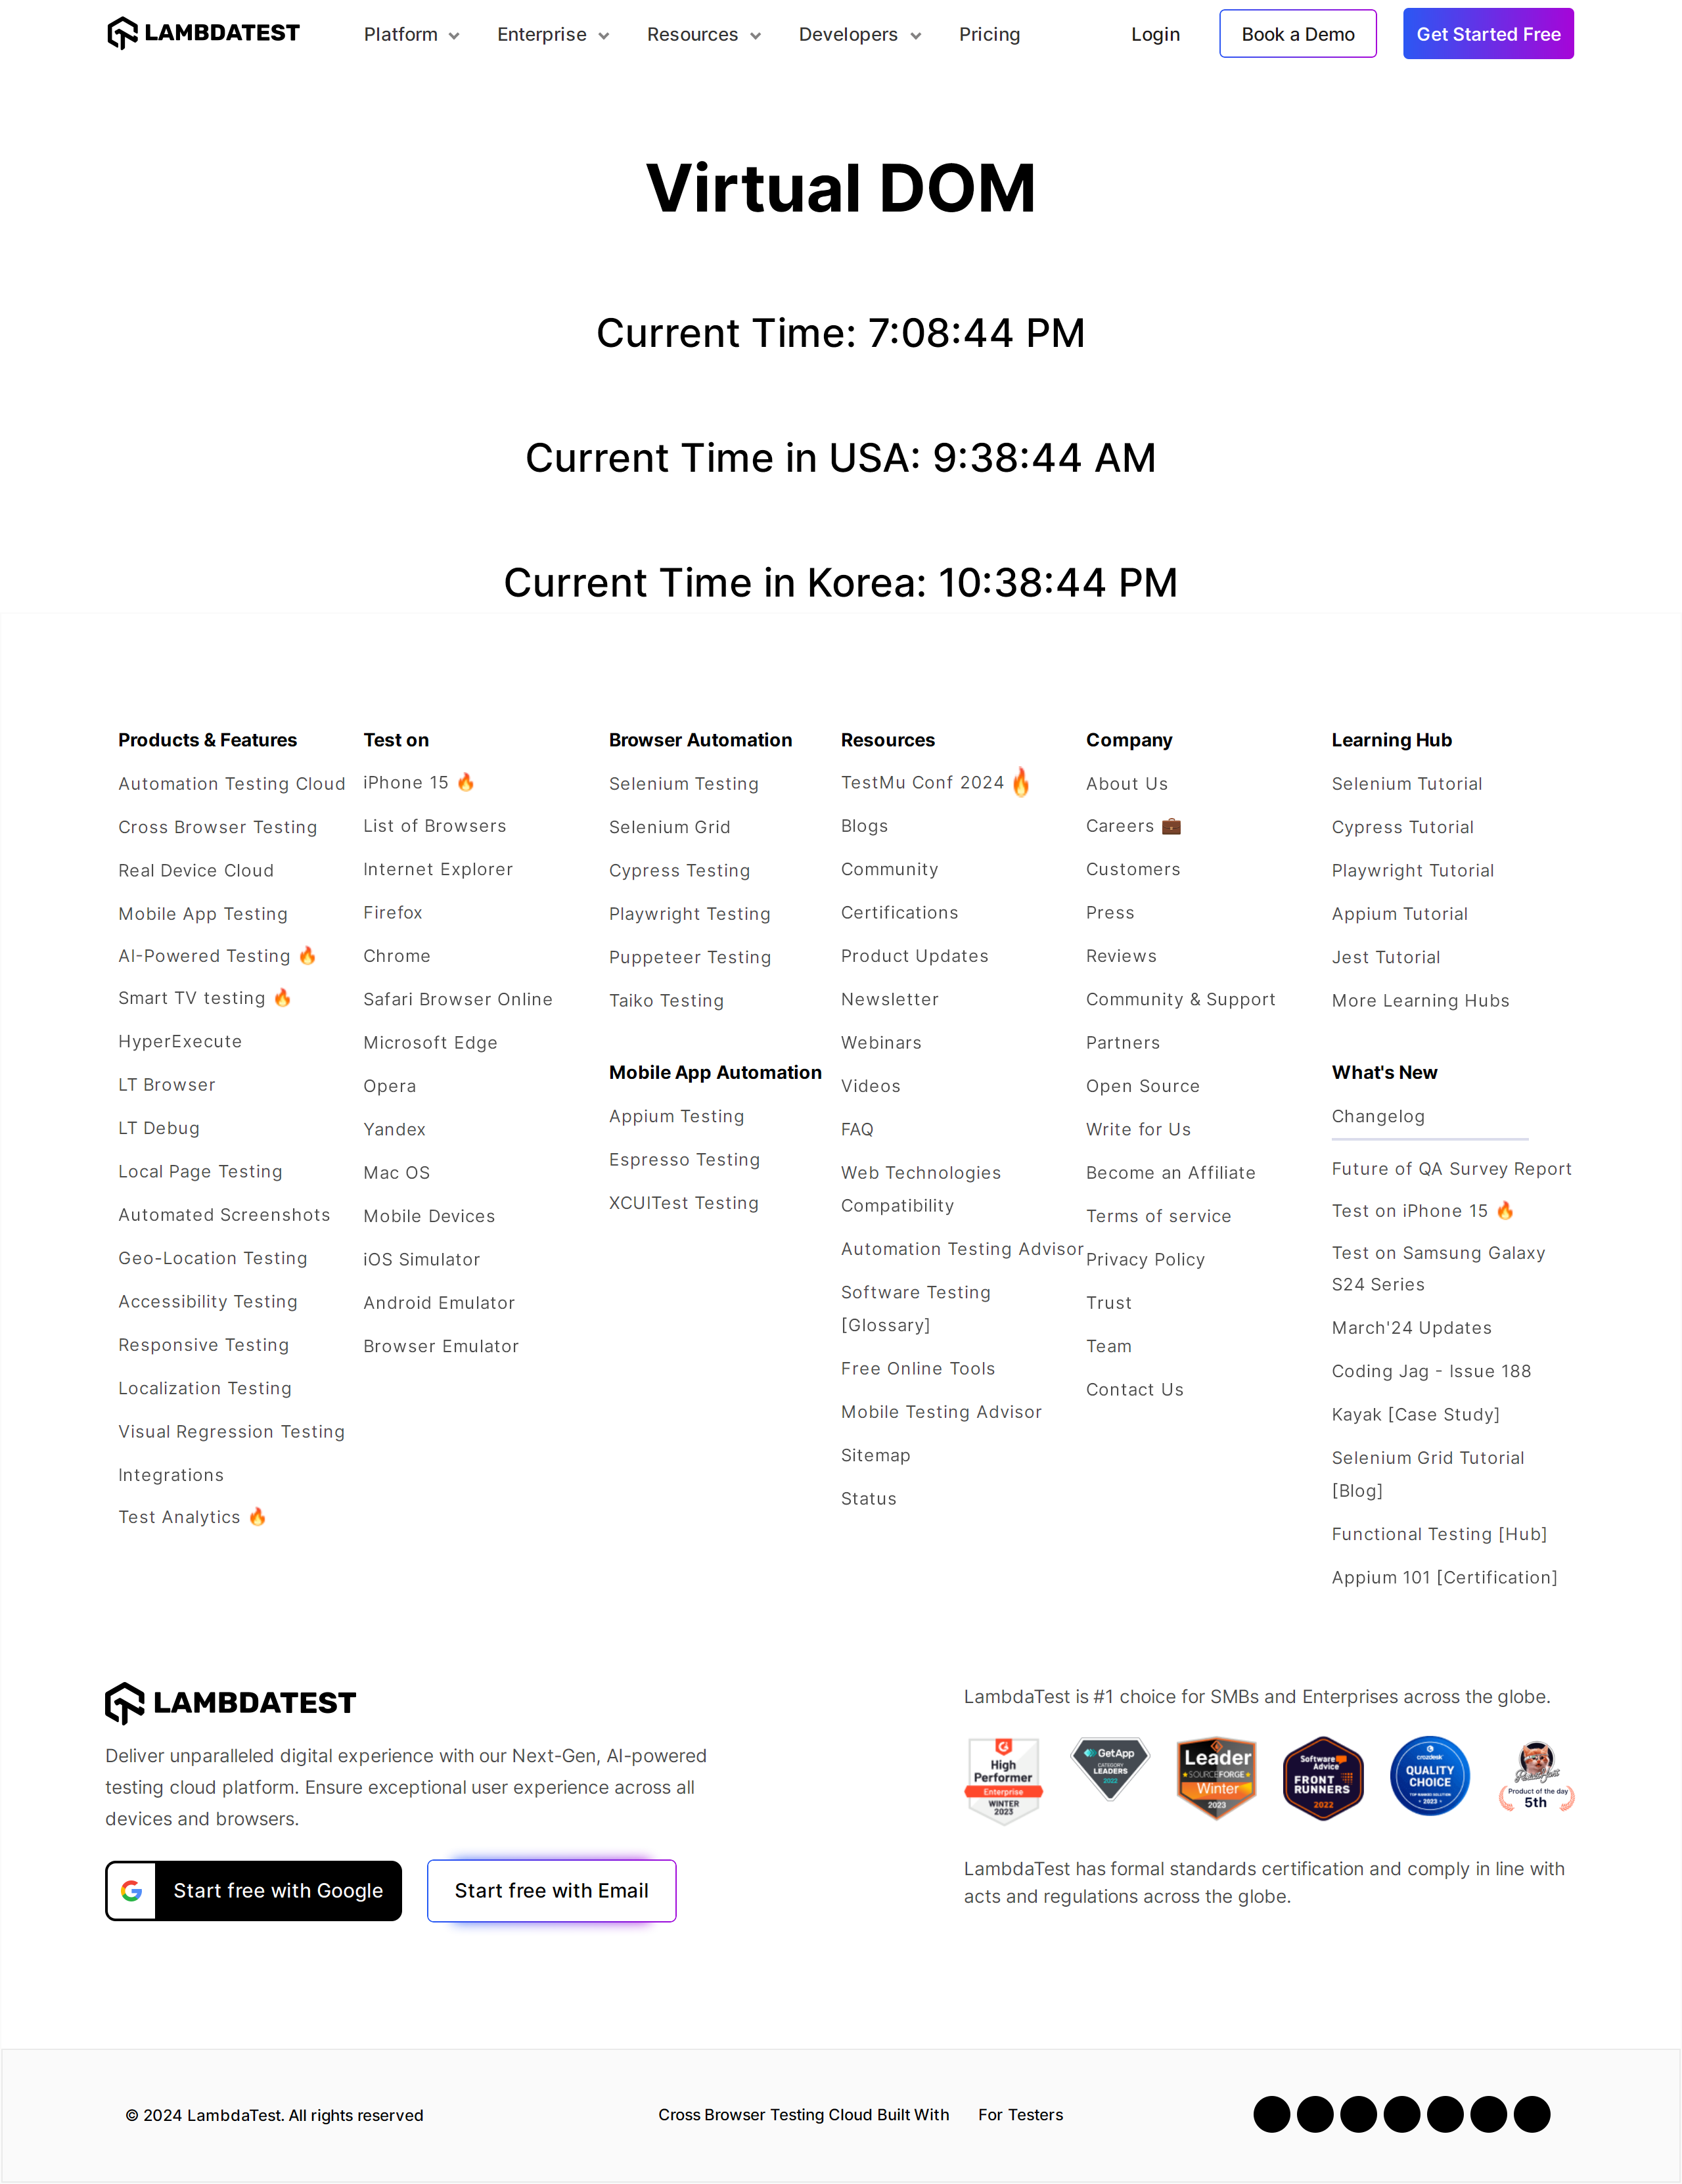 LAMBDATEST
Platform
Enterprise
Resources
Developers
Pricing
Login
Book a Demo
Get Started Free
Virtual DOM
Current Time: 7:08:44 PM
Current Time in USA: 9:38:44 AM
Current Time in Korea: 10:38:44 PM
Products & Features
Automation Testing Cloud
Cross Browser Testing
Real Device Cloud
Mobile App Testing
AI-Powered Testing 🔥
Smart TV testing 🔥
HyperExecute
LT Browser
LT Debug
Local Page Testing
Automated Screenshots
Geo-Location Testing
Accessibility Testing
Responsive Testing
Localization Testing
Visual Regression Testing
Integrations
Test Analytics 🔥
Test on
iPhone 15 🔥
List of Browsers
Internet Explorer
Firefox
Chrome
Safari Browser Online
Microsoft Edge
Opera
Yandex
Mac OS
Mobile Devices
iOS Simulator
Android Emulator
Browser Emulator
Browser Automation
Selenium Testing
Selenium Grid
Cypress Testing
Playwright Testing
Puppeteer Testing
Taiko Testing
Mobile App Automation
Appium Testing
Espresso Testing
XCUITest Testing
Resources
TestMu Conf 2024 🔥
Blogs
Community
Certifications
Product Updates
Newsletter
Webinars
Videos
FAQ
Web Technologies
Compatibility
Automation Testing Advisor
Software Testing
[Glossary]
Free Online Tools
Mobile Testing Advisor
Sitemap
Status
Company
About Us
Careers 💼
Customers
Press
Reviews
Community & Support
Partners
Open Source
Write for Us
Become an Affiliate
Terms of service
Privacy Policy
Trust
Team
Contact Us
Learning Hub
Selenium Tutorial
Cypress Tutorial
Playwright Tutorial
Appium Tutorial
Jest Tutorial
More Learning Hubs
What's New
Changelog
Future of QA Survey Report
Test on iPhone 15 🔥
Test on Samsung Galaxy
S24 Series
March'24 Updates
Coding Jag - Issue 188
Kayak [Case Study]
Selenium Grid Tutorial
[Blog]
Functional Testing [Hub]
Appium 101 [Certification]
LAMBDATEST
Deliver unparalleled digital experience with our Next-Gen, AI-powered
testing cloud platform. Ensure exceptional user experience across all
devices and browsers.
Start free with Google
Start free with Email
LambdaTest is #1 choice for SMBs and Enterprises across the globe.
High
Performer
Enterprise
WINTER
2023
GetApp
CATEGORY
LEADERS
2022
Leader
SOURCEFORGE
Winter
2023
Software
Advice
FRONT
RUNNERS
2022
crozdesk
QUALITY
CHOICE
TOP RANKED SOLUTION
2023
Product of the day
5th
LambdaTest has formal standards certification and comply in line with
acts and regulations across the globe.
© 2024 LambdaTest. All rights reserved
Cross Browser Testing Cloud Built With
For Testers